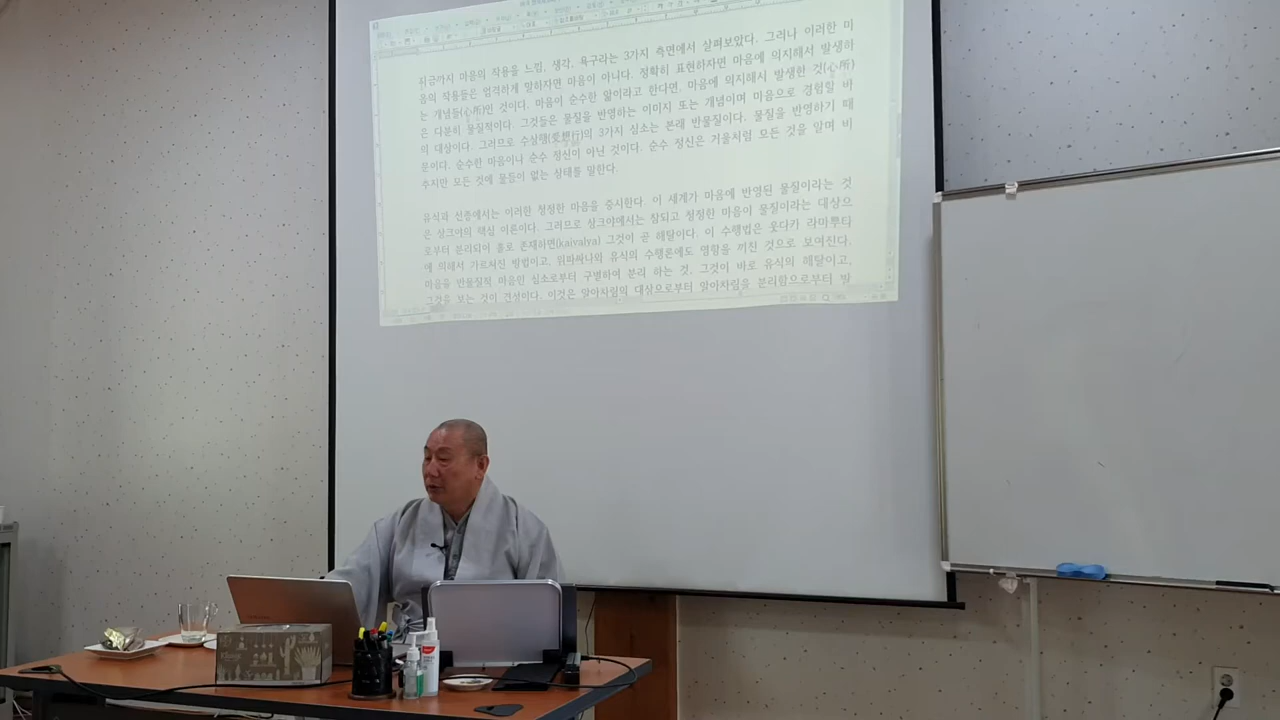 지금까지 마음의 작용을 느낌, 생각, 욕구라는 3가지 측면에서 살펴보았다. 그러나 이러한 마
음의 작용들은 엄격하게 말하자면 마음이 아니다. 정확히 표현하자면 마음에 의지해서 발생하
는 개념들(心所)인 것이다. 마음이 순수한 앎이라고 한다면, 마음에 의지해서 발생한 것(心所)
은 다분히 물질적이다. 그것들은 물질을 반영하는 이미지 또는 개념이며 마음으로 경험할 바
의 대상이다. 그러므로 수상행(受想行)의 3가지 심소는 본래 반물질이다. 물질을 반영하기 때
문이다. 순수한 마음이나 순수 정신이 아닌 것이다. 순수 정신은 거울처럼 모든 것을 알며 비
추지만 모든 것에 물들이 없는 상태를 말한다.
유식과 선종에서는 이러한 청정한 마음을 중시한다. 이 세계가 마음에 반영된 물질이라는 것
은 상크야의 핵심 이론이다. 그러므로 상크야에서는 참되고 청정한 마음이 물질이라는 대상으
로부터 분리되어 홀로 존재하면(kaivalya) 그것이 곧 해탈이다. 이 수행법은 웃다카 라마뿟타
에 의해서 가르쳐진 방법이고, 위빠싸나와 유식의 수행론에도 영향을 끼친 것으로 보여진다.
마음을 반물질적 마음인 심소로부터 구별하여 분리 하는 것, 그것이 바로 유식의 해탈이고,
그것을 보는 것이 견성이다. 이것은 알아차림의 대상으로부터 알아차림을 분리함으로부터 발